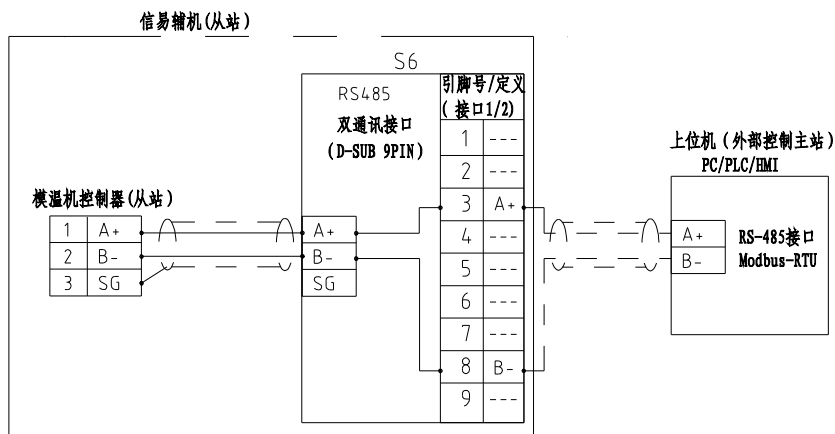 信易辅机(从站)
S6
RS485
双通讯接口
(D-SUB 9PIN)
引脚号/定义
( 接口1/2)
1 ---
2 ---
3 A+
4 ---
5 ---
6 ---
7 ---
8 B-
9 ---
模温机控制器(从站)
1 A+
2 B-
3 SG
A+
B-
SG
上位机 ( 外部控制主站)
PC/PLC/HMI
A+
B-
RS-485接口
Modbus-RTU